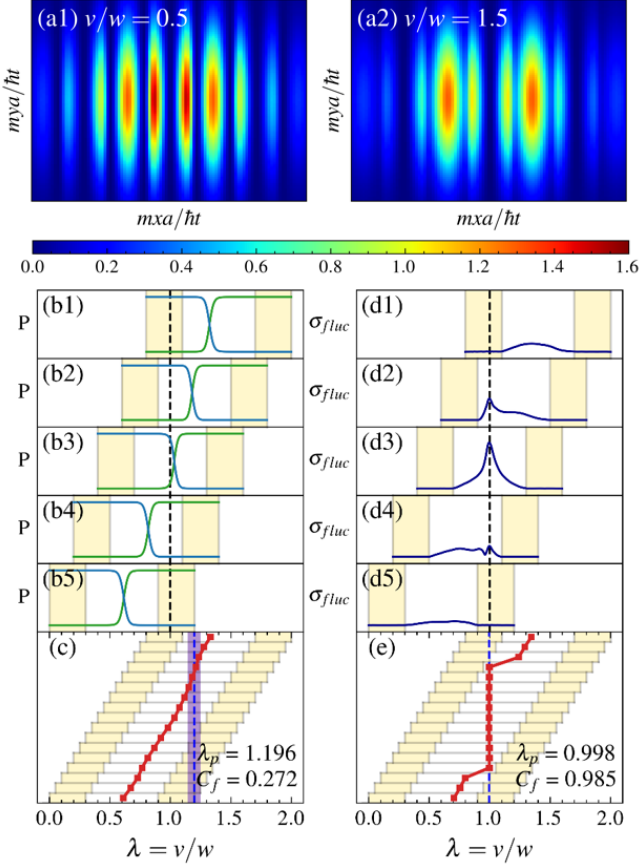 (a1) v/w = 0.5
(a2) v/w = 1.5
mya/ħt
mya/ħt
mxa/ħt
mxa/ħt
0.0 0.2 0.4 0.6 0.8 1.0 1.2 1.4 1.6
(b1)
P
(d1)
σfluc
(b2)
P
(d2)
σfluc
(b3)
P
(d3)
σfluc
(b4)
P
(d4)
σfluc
(b5)
P
(d5)
σfluc
(c)
λp = 1.196
Cf = 0.272
(e)
λp = 0.998
Cf = 0.985
0.0 0.5 1.0 1.5 2.0
0.0 0.5 1.0 1.5 2.0
λ = v/w
λ = v/w